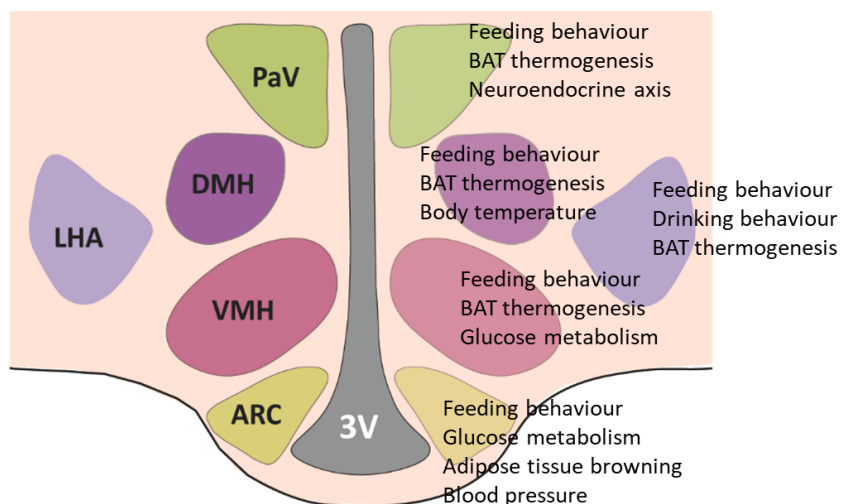 PaV
Feeding behaviour
BAT thermogenesis
Neuroendocrine axis
DMH
Feeding behaviour
BAT thermogenesis
Body temperature
LHA
Feeding behaviour
Drinking behaviour
BAT thermogenesis
VMH
Feeding behaviour
BAT thermogenesis
Glucose metabolism
ARC
3V
Feeding behaviour
Glucose metabolism
Adipose tissue browning
Blood pressure